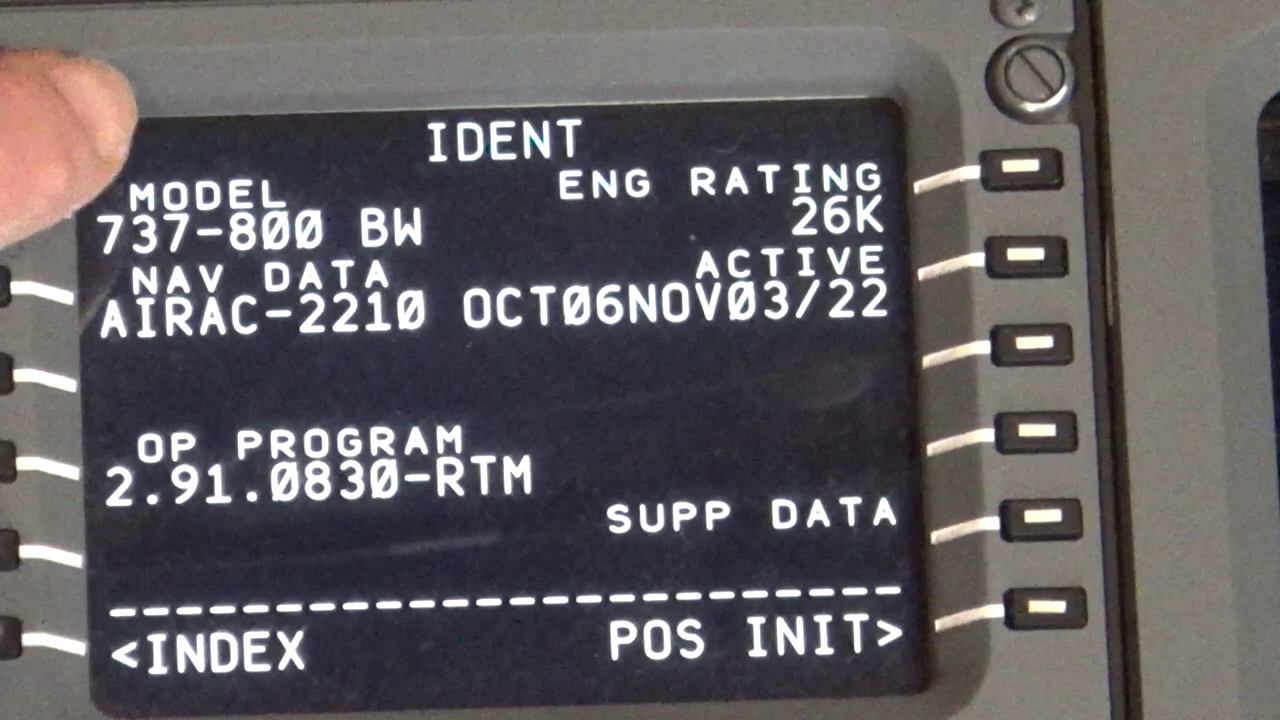 IDENT
MODEL ENG RATING
737-800 BW 26K
NAV DATA ACTIVE
AIRAC-2210 OCT06NOV03/22
OP PROGRAM
2.91.0830-RTM
SUPP DATA
------------------------
<INDEX POS INIT>